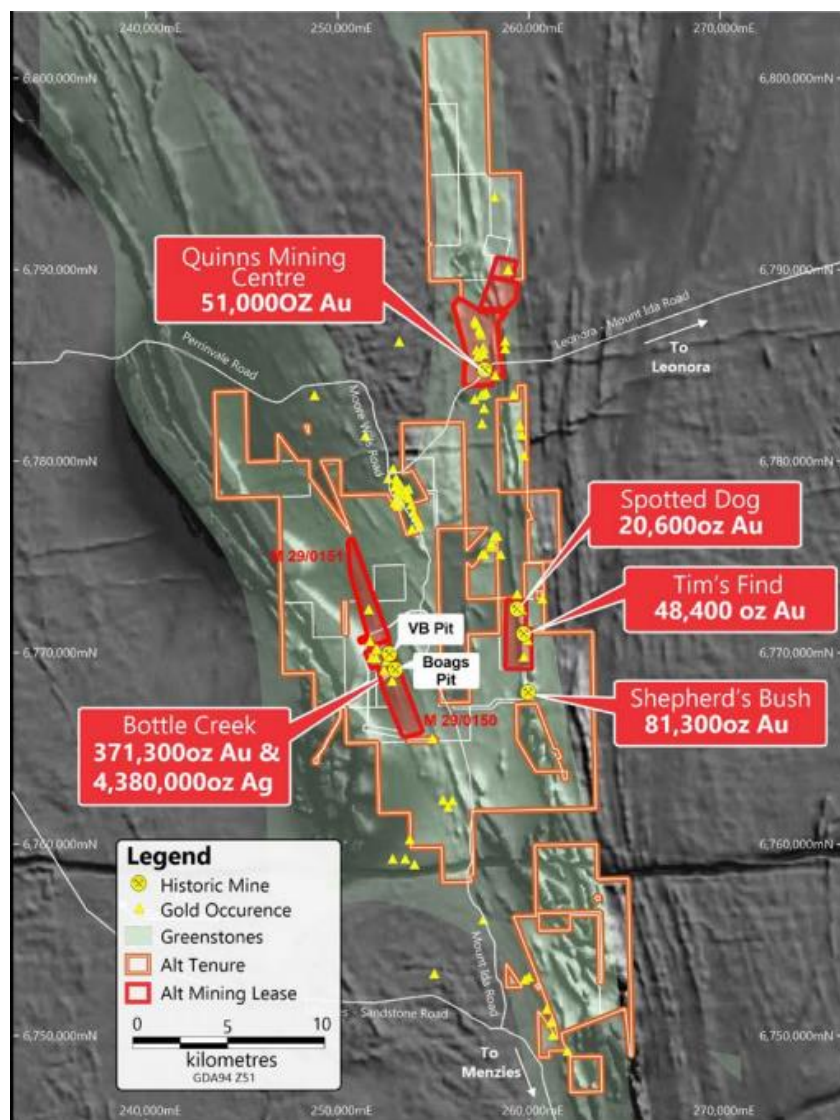 240,000mE
250,000mE
260,000mE
270,000mE
6,800,000mN
6,800,000mN
Quinns Mining
Centre
51,000OZ Au
6,790,000mN
6,790,000mN
Leonora - Mount Ida Road
To
Leonora
Perrinvale Road
Moore Well Road
6,780,000mN
6,780,000mN
Spotted Dog
20,600oz Au
M 29/0151
Tim's Find
48,400 oz Au
VB Pit
6,770,000mN
6,770,000mN
Boags
Pit
Shepherd's Bush
81,300oz Au
M 29/0150
Bottle Creek
371,300oz Au &
4,380,000oz Ag
6,760,000mN
6,760,000mN
Legend
Historic Mine
Gold Occurence
Greenstones
Alt Tenure
Alt Mining Lease
0 5 10
kilometres
GDA94 Z51
Mount Ida Road
- Sandstone Road
6,750,000mN
6,750,000mN
To
Menzies
240,000mE
250,000mE
260,000mE
270,000mE